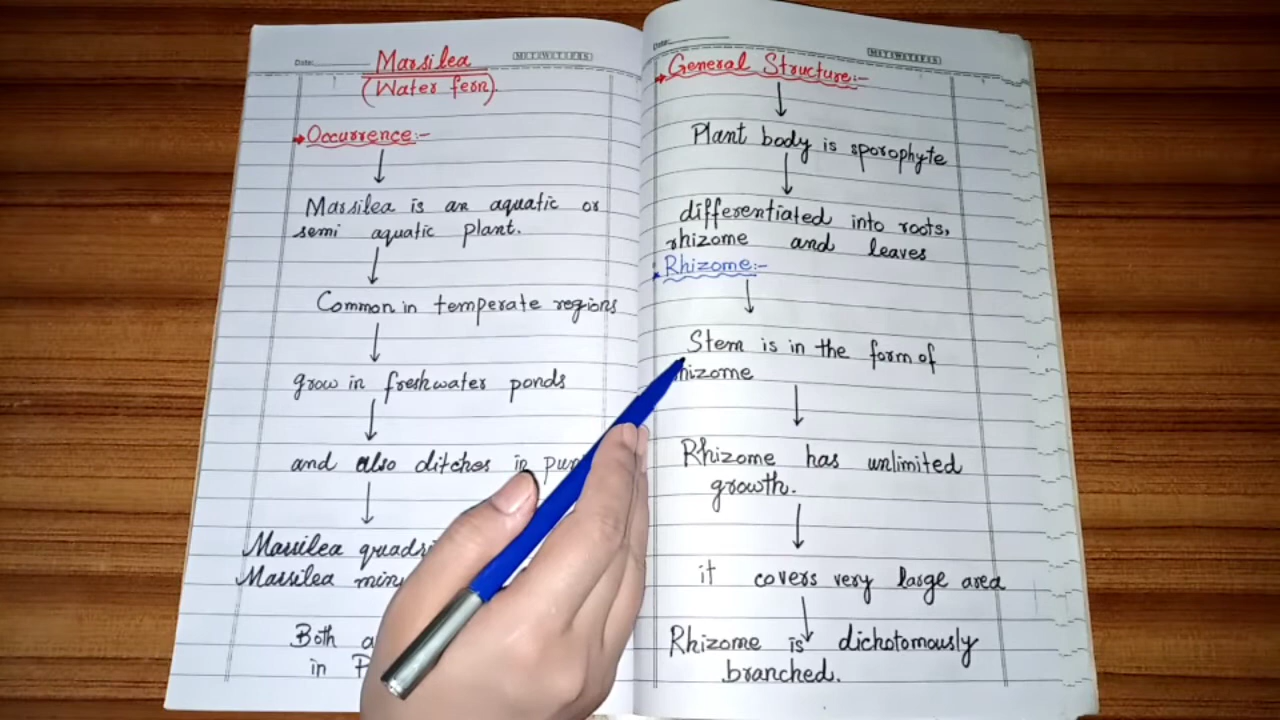 Date:
Marsilea
(Water fern).
Occurrence:-
Marsilea is an aquatic or
semi aquatic plant.
Common in temperate regions
grow in freshwater ponds
and also ditches in
Marsilea
Marsilea
Both
in
Date:
General Structure:-
Plant body is sporophyte
differentiated into roots,
rhizome and leaves
Rhizome:-
Stem is in the form of
hizome
Rhizome has unlimited
growth.
it covers very large area
Rhizome is dichotomously
branched.